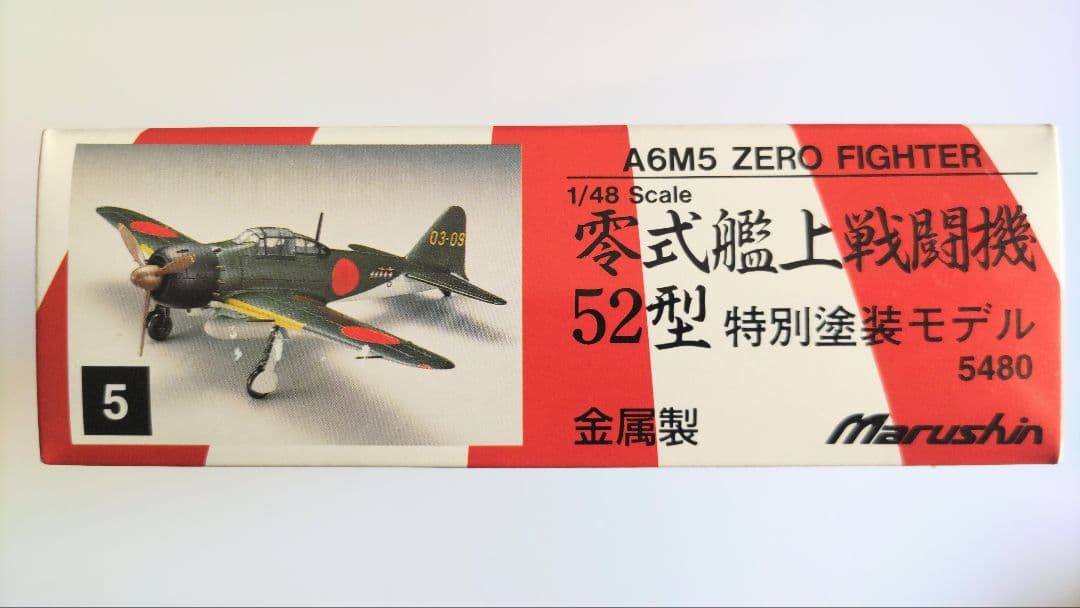 A6M5 ZERO FIGHTER
1/48 Scale
零式艦上戦闘機
52型 特別塗装モデル
5480
金属製
Marushin
03-09
5